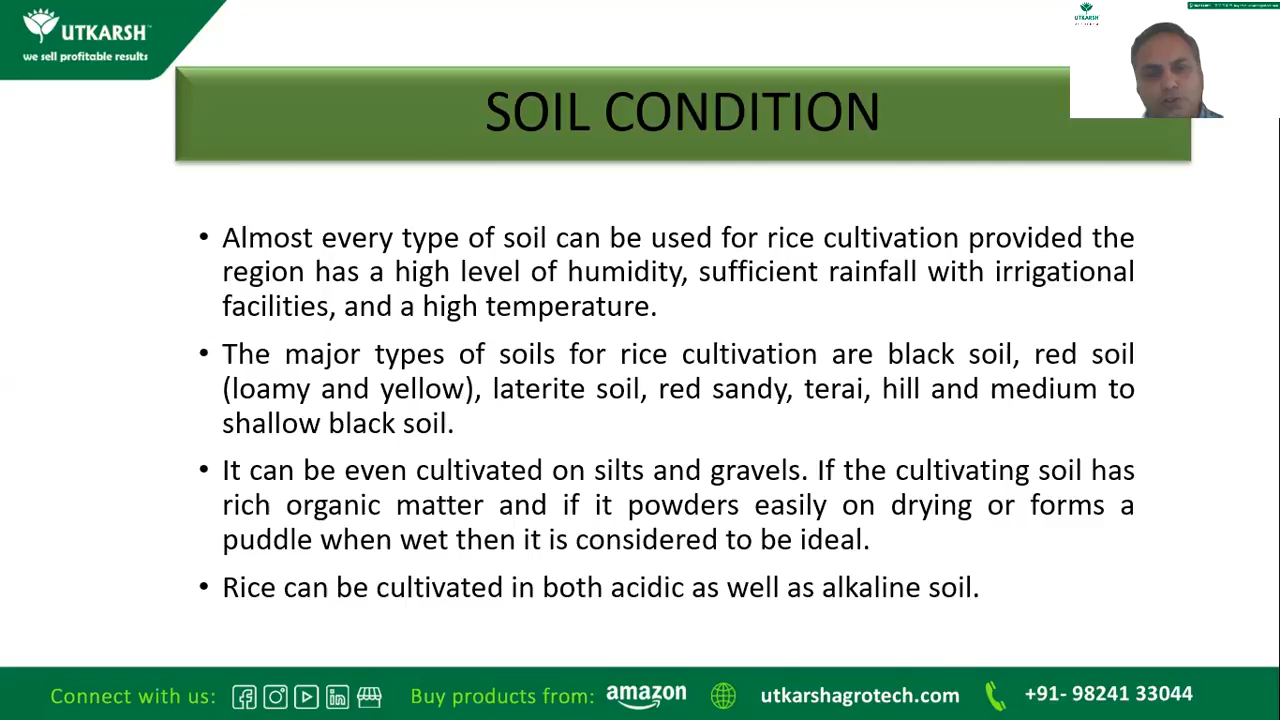 UTKARSH
we sell profitable results
UTKARSH
SOIL CONDITION
• Almost every type of soil can be used for rice cultivation provided the
region has a high level of humidity, sufficient rainfall with irrigational
facilities, and a high temperature.
• The major types of soils for rice cultivation are black soil, red soil
(loamy and yellow), laterite soil, red sandy, terai, hill and medium to
shallow black soil.
• It can be even cultivated on silts and gravels. If the cultivating soil has
rich organic matter and if it powders easily on drying or forms a
puddle when wet then it is considered to be ideal.
• Rice can be cultivated in both acidic as well as alkaline soil.
Connect with us: Buy products from: amazon utkarshagrotech.com +91- 98241 33044